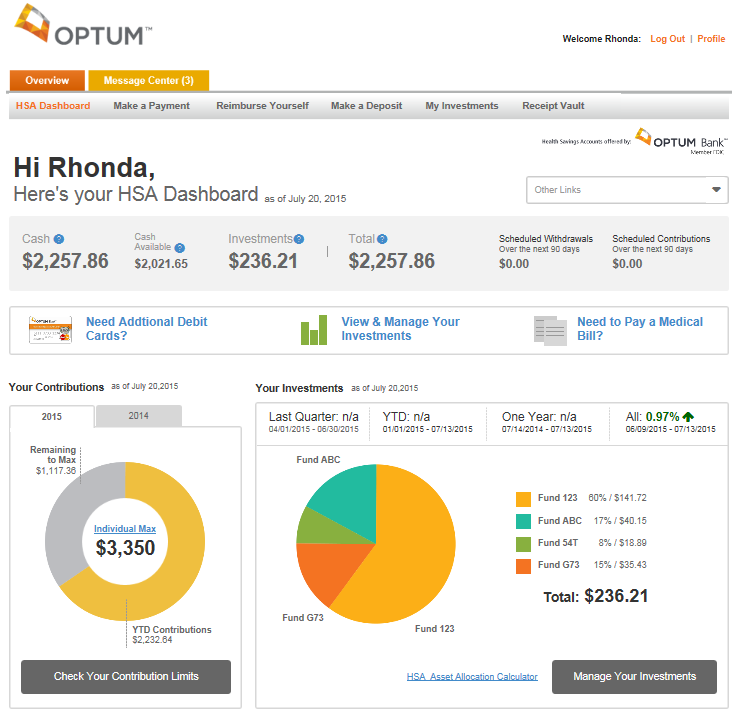 OPTUM™
Welcome Rhonda: Log Out | Profile
Overview Message Center (3)
HSA Dashboard Make a Payment Reimburse Yourself Make a Deposit My Investments Receipt Vault
Health Savings Accounts offered by: OPTUM Bank™
Member FDIC
Hi Rhonda,
Here's your HSA Dashboard as of July 20, 2015
Other Links
Cash ?
$2,257.86
Cash
Available ?
$2,021.65
Investments ?
$236.21
Total ?
$2,257.86
Scheduled Withdrawals
Over the next 90 days
$0.00
Scheduled Contributions
Over the next 90 days
$0.00
OPTUM Bank
Need Addtional Debit
Cards?
View & Manage Your
Investments
Need to Pay a Medical
Bill?
Your Contributions as of July 20,2015
2015 2014
Remaining
to Max
$1,117.36
Individual Max
$3,350
YTD Contributions
$2,232.64
Check Your Contribution Limits
Your Investments as of July 20,2015
Last Quarter: n/a
04/01/2015 - 06/30/2015
YTD: n/a
01/01/2015 - 07/13/2015
One Year: n/a
07/14/2014 - 07/13/2015
All: 0.97%
06/09/2015 - 07/13/2015
Fund ABC
Fund G73
Fund 123
Fund 123 60% / $141.72
Fund ABC 17% / $40.15
Fund 54T 8% / $18.89
Fund G73 15% / $35.43
Total: $236.21
HSA Asset Allocation Calculator
Manage Your Investments